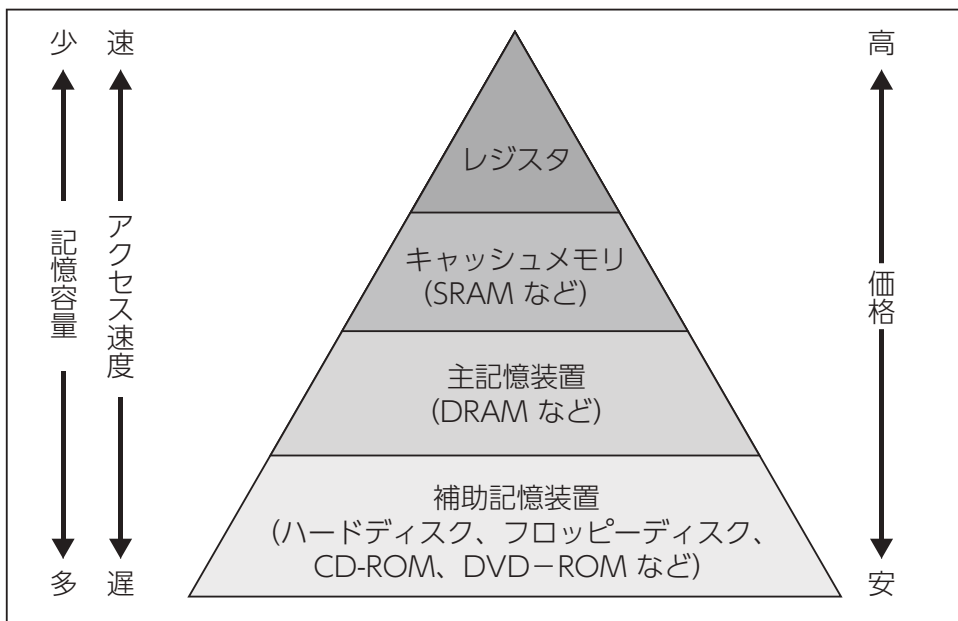 少
速
高
レジスタ
記憶容量
アクセス速度
キャッシュメモリ
（SRAM など）
価格
主記憶装置
（DRAM など）
補助記憶装置
（ハードディスク、フロッピーディスク、
CD-ROM、DVD－ROM など）
多
遅
安